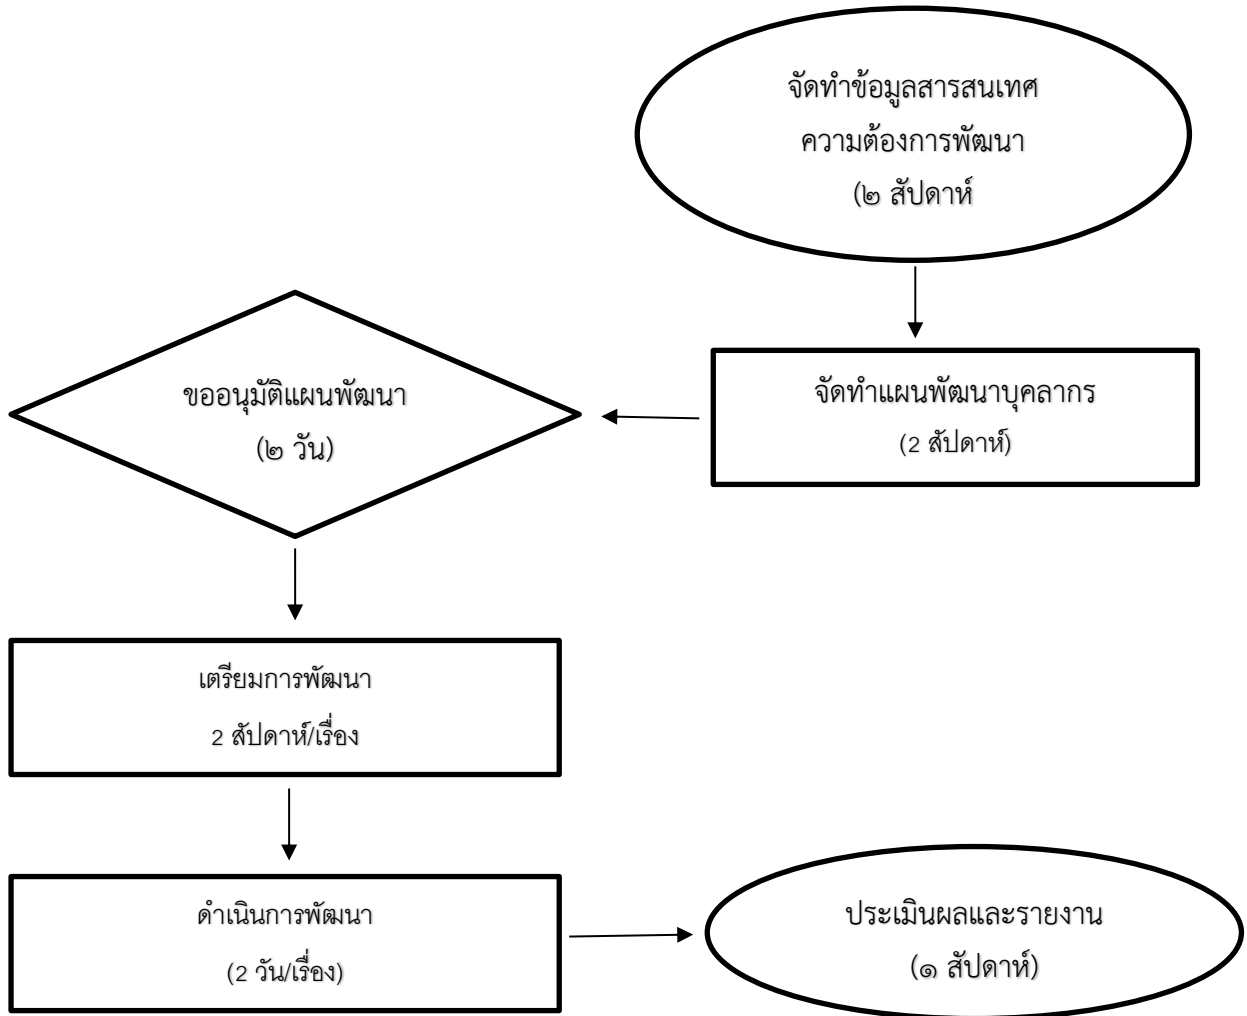 จัดทำข้อมูลสารสนเทศ
ความต้องการพัฒนา
(๒ สัปดาห์
จัดทำแผนพัฒนาบุคลากร
(2 สัปดาห์)
ขออนุมัติแผนพัฒนา
(๒ วัน)
เตรียมการพัฒนา
2 สัปดาห์/เรื่อง
ดำเนินการพัฒนา
(2 วัน/เรื่อง)
ประเมินผลและรายงาน
(๑ สัปดาห์)